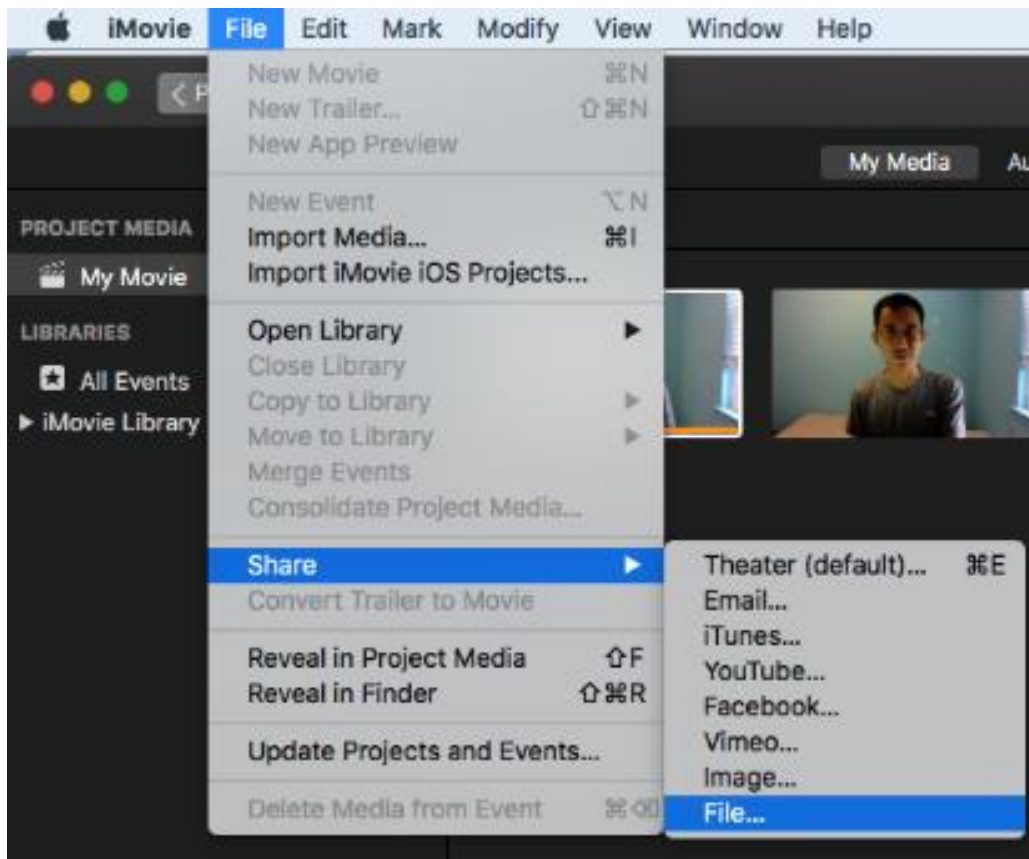 iMovie File Edit Mark Modify View Window Help
New Movie ⌘N
New Trailer... ⇧⌘N
New App Preview
My Media
New Event ⌥N
PROJECT MEDIA
Import Media... ⌘I
My Movie
Import iMovie iOS Projects...
LIBRARIES
Open Library
Close Library
All Events
Copy to Library
iMovie Library
Move to Library
Merge Events
Consolidate Project Media...
Share
Convert Trailer to Movie
Reveal in Project Media ⇧F
Reveal in Finder ⇧⌘R
Update Projects and Events...
Delete Media from Event ⌘⌫
Theater (default)... ⌘E
Email...
iTunes...
YouTube...
Facebook...
Vimeo...
Image...
File...